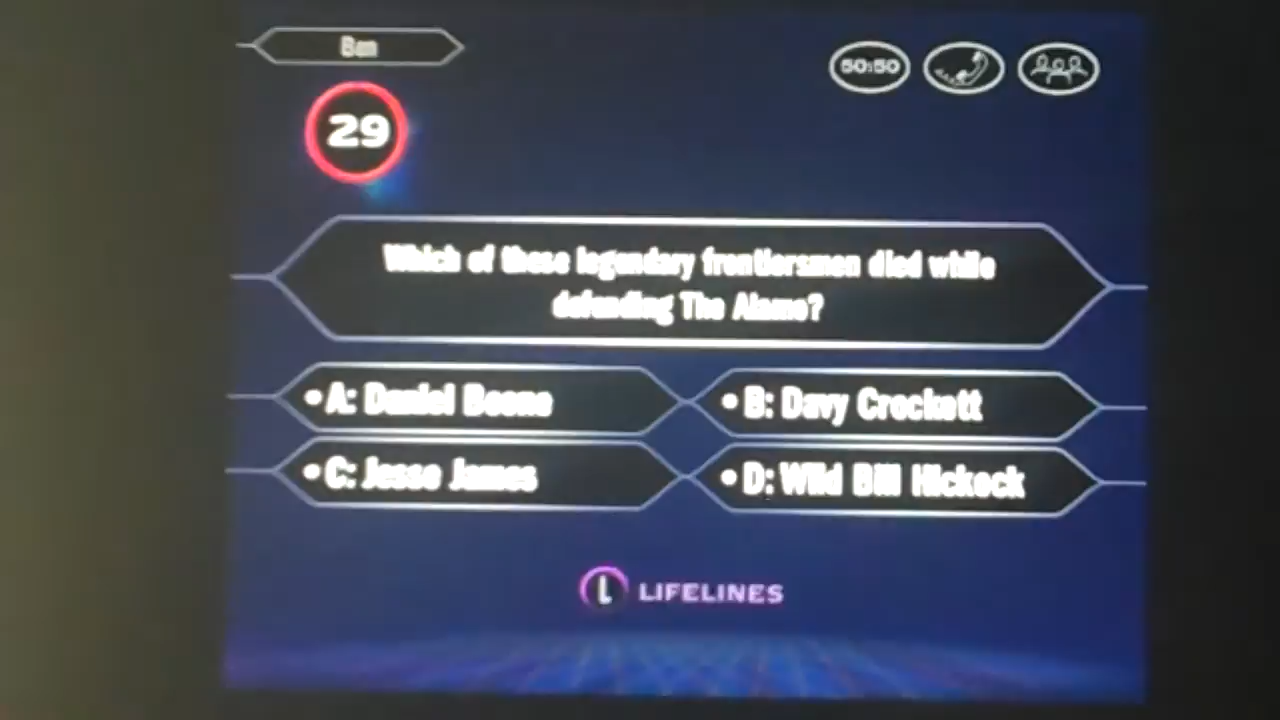 Ben
50:50
29
Which of these legendary frontiersmen died while
defending The Alamo?
• A: Daniel Boone
• B: Davy Crockett
• C: Jesse James
• D: Wild Bill Hickock
L LIFELINES